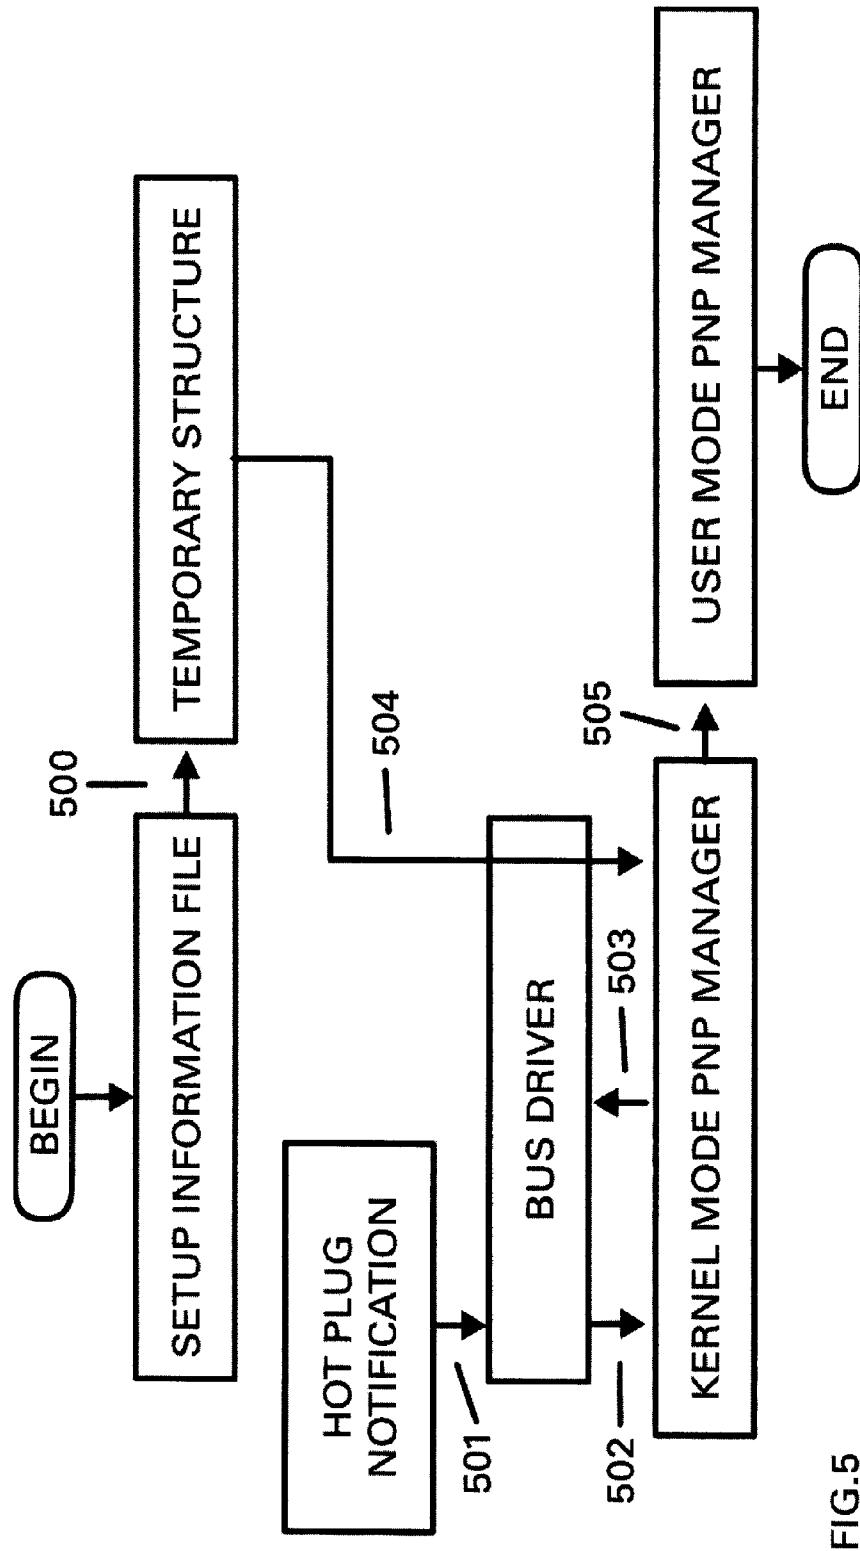 BEGIN
SETUP INFORMATION FILE
500
TEMPORARY STRUCTURE
HOT PLUG
NOTIFICATION
501
504
BUS DRIVER
502
503
KERNEL MODE PNP MANAGER
505
USER MODE PNP MANAGER
END
FIG.5